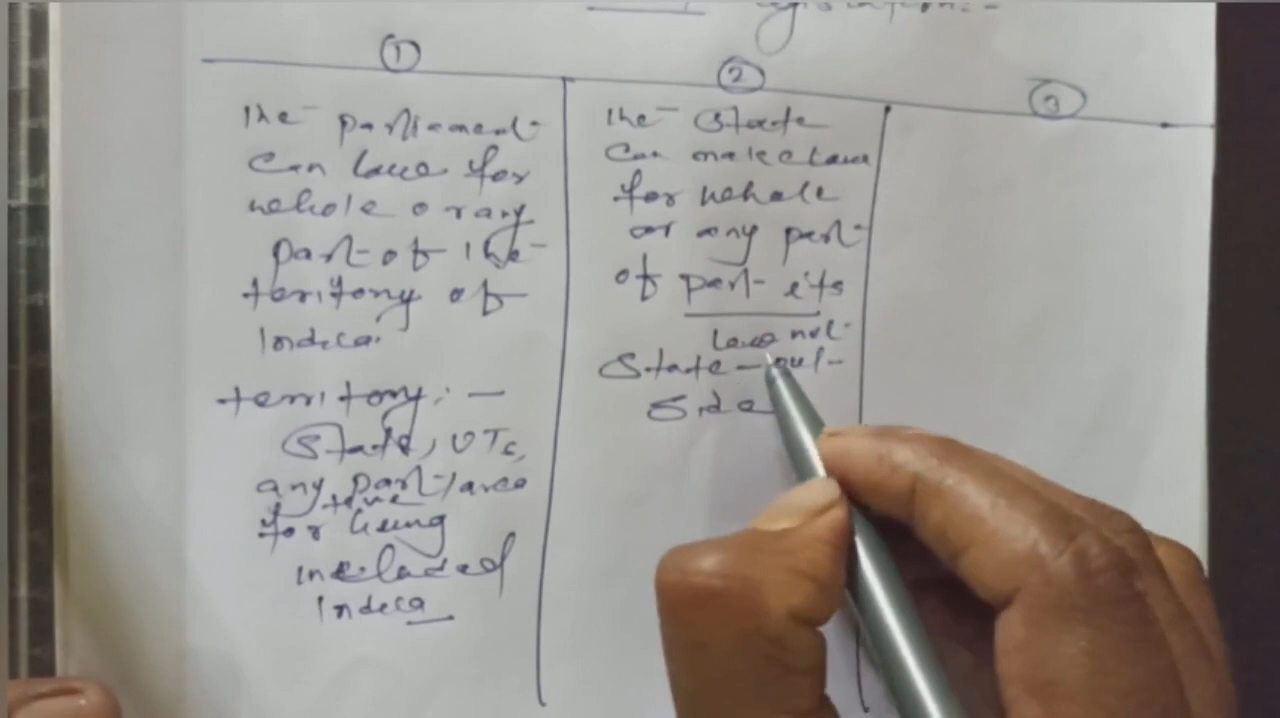 legislation:-
①
The parliament
Can law for
whole or any
part of the
territory of
India.
territory:-
State, UTs,
any part/area
time
for being
included
India
②
The State
Can make law
for whole
or any part
of part its
law not
State - out-
side
③